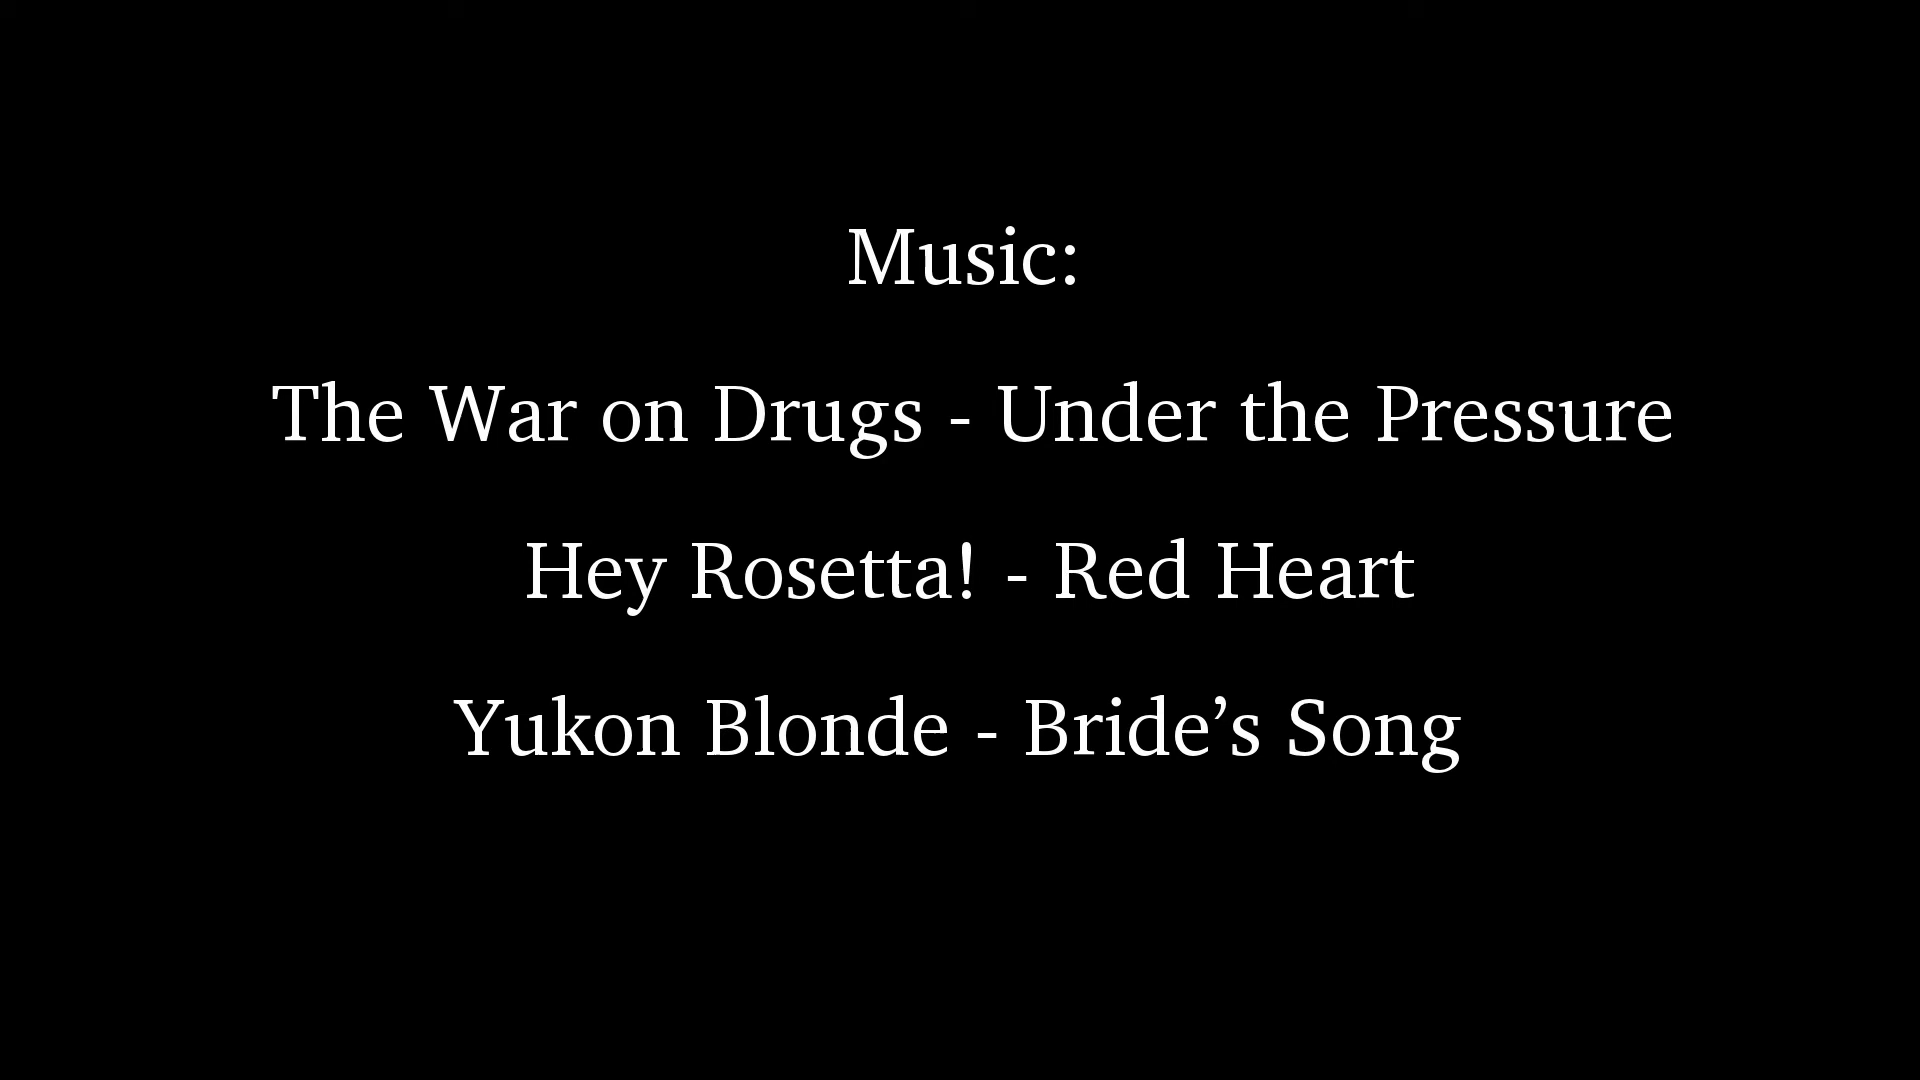 Music:
The War on Drugs - Under the Pressure
Hey Rosetta! - Red Heart
Yukon Blonde - Bride’s Song